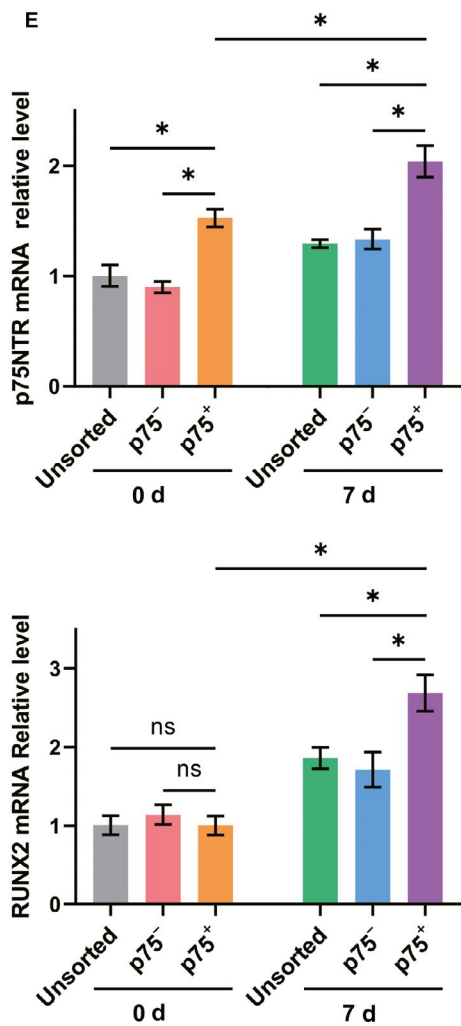 E
*
*
*
*
*
p75NTR mRNA relative level
2
1
0
Unsorted
p75⁻
p75⁺
Unsorted
p75⁻
p75⁺
0 d
7 d
*
*
*
ns
ns
RUNX2 mRNA Relative level
3
2
1
0
Unsorted
p75⁻
p75⁺
Unsorted
p75⁻
p75⁺
0 d
7 d